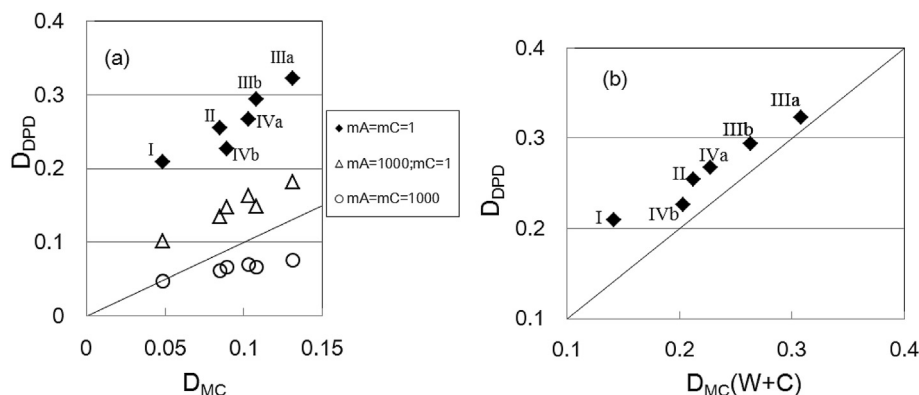 0.4
(a)
IIIa
0.3
IIIb
D_DPD
II
IVa
I
IVb
0.2
0.1
0
0
0.05
0.1
0.15
D_MC
mA=mC=1
mA=1000;mC=1
mA=mC=1000
0.4
(b)
IIIa
0.3
IIIb
D_DPD
IVa
II
I
IVb
0.2
0.1
0.1
0.2
0.3
0.4
D_MC(W+C)